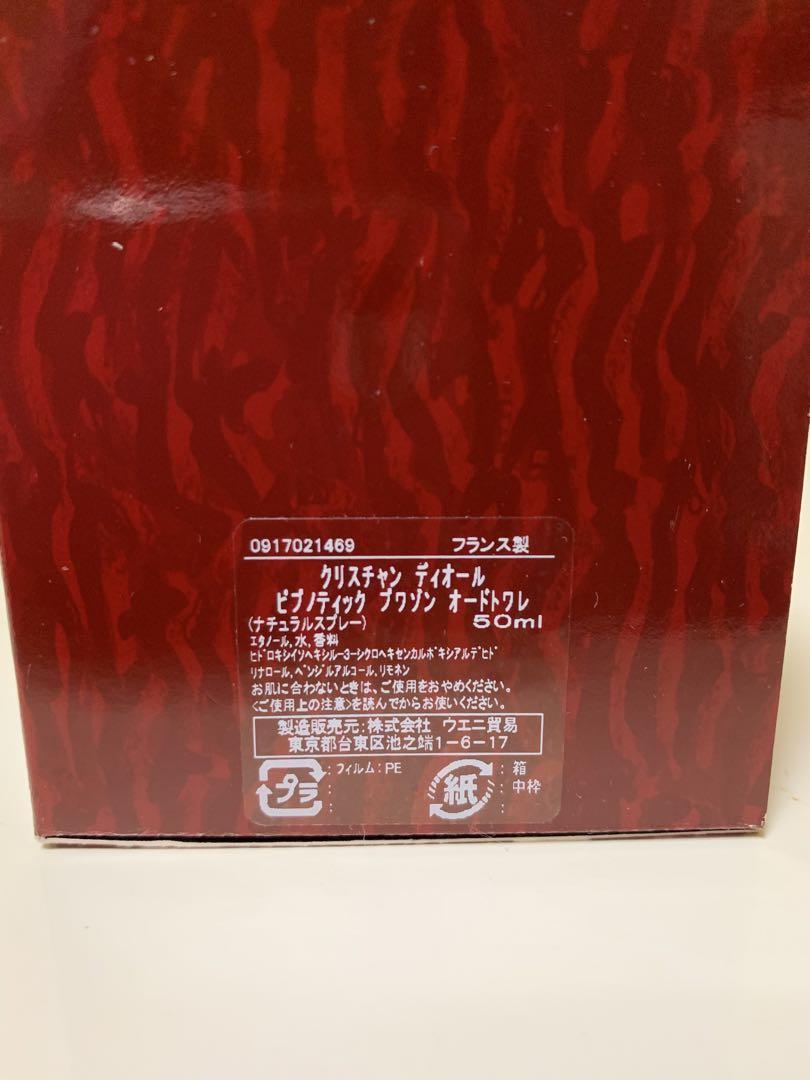 0917021469 フランス製
クリスチャン ディオール
ピプノティック プワゾン オードトワレ
(ナチュラルスプレー) 50ml
エタノール,水,香料
ヒドロキシイソヘキシル-3-シクロヘキセンカルボキシアルデヒド
リナロール,ベンジルアルコール,リモネン
お肌に合わないときは、ご使用をおやめください。
<ご使用上の注意>を読んでからお使いください。
製造販売元:株式会社 ウエニ貿易
東京都台東区池之端1-6-17
プラ :フィルム:PE
紙 : 箱
: 中枠